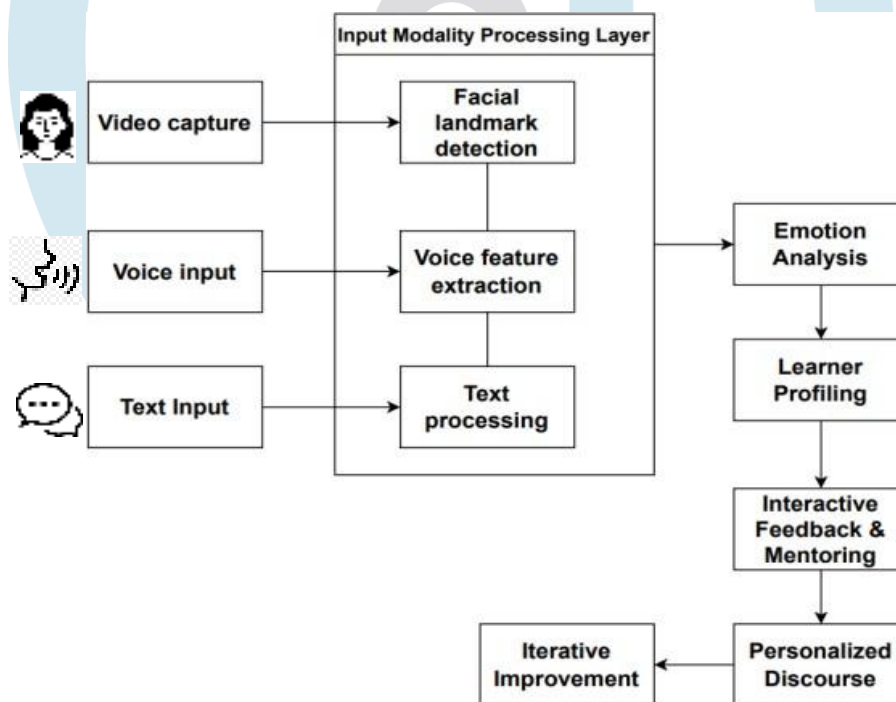 Input Modality Processing Layer
Video capture
Facial
landmark
detection
Voice input
Voice feature
extraction
Text Input
Text
processing
Emotion
Analysis
Learner
Profiling
Interactive
Feedback &
Mentoring
Personalized
Discourse
Iterative
Improvement